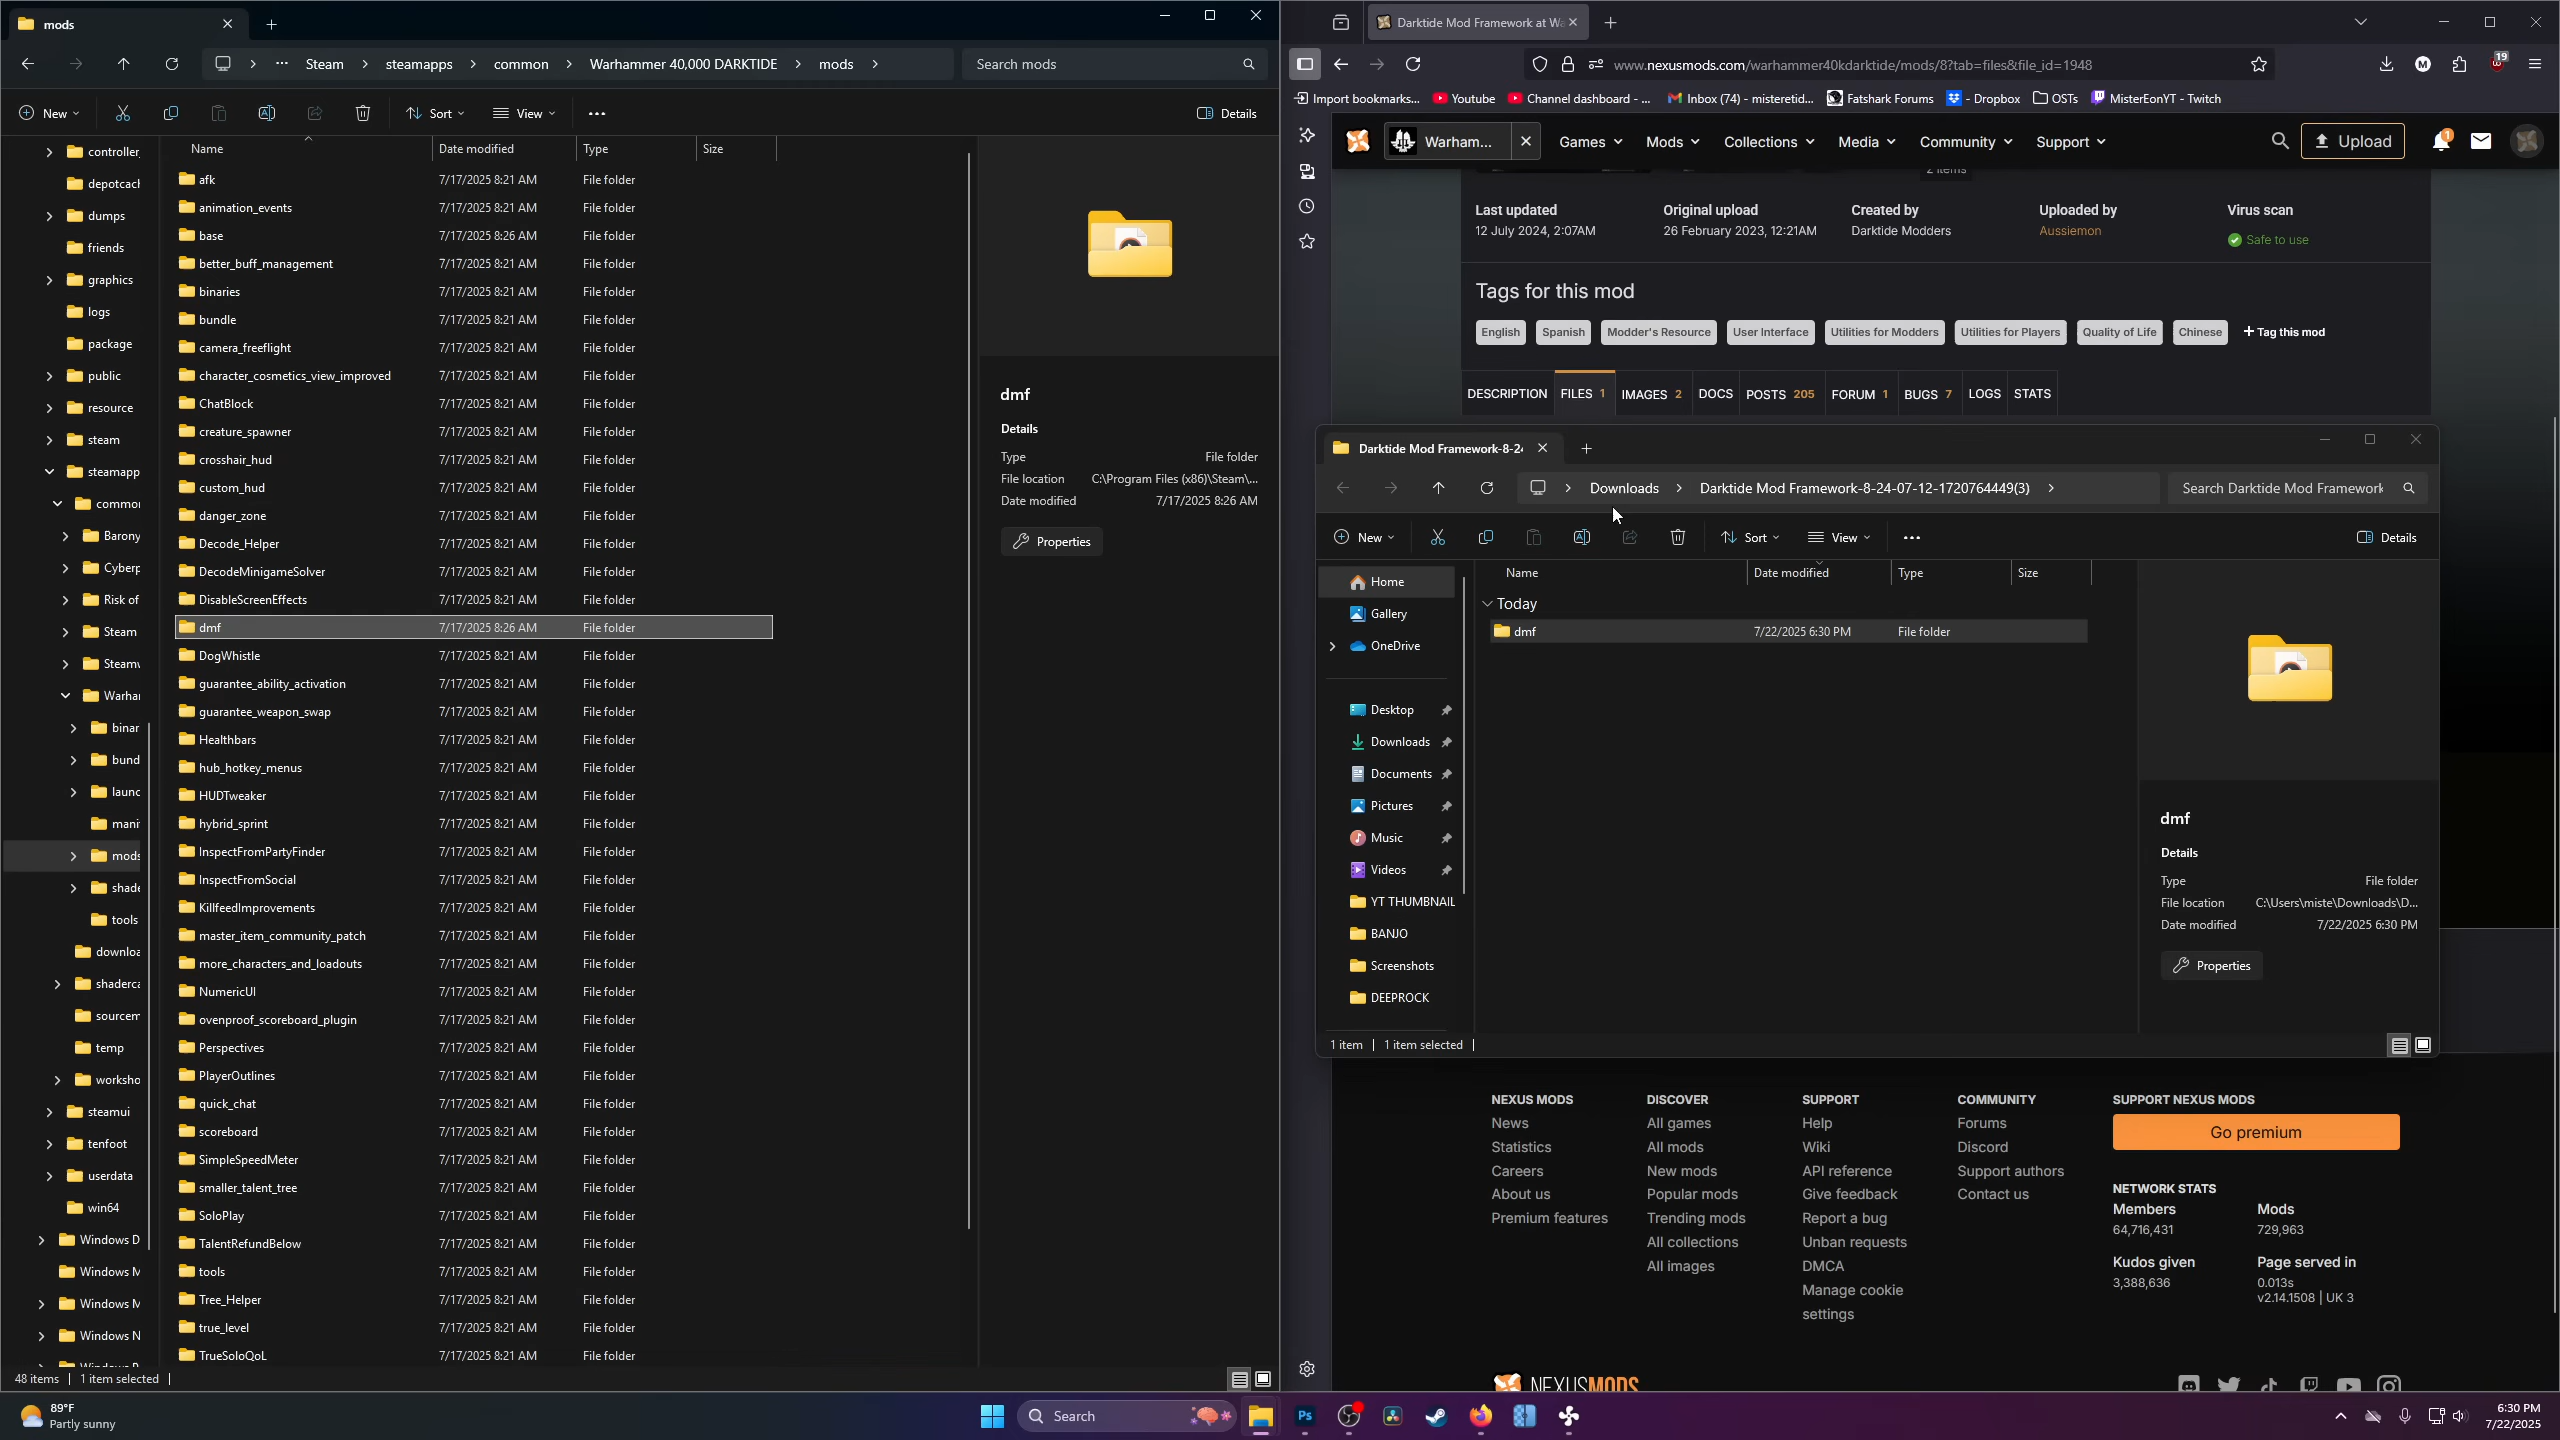 mods
Steam
steamapps
common
Warhammer 40,000 DARKTIDE
mods
Search mods
New
Sort
View
Details
controller
depotcacl
dumps
friends
graphics
logs
package
public
resource
steam
steamapp
common
Barony
Cyberp
Risk of
Steam
Steamv
Warhar
binar
bund
launc
mani
mods
shade
tools
downloa
shaderca
sourcem
temp
worksho
steamui
tenfoot
userdata
win64
Windows D
Windows M
Windows M
Windows N
Name Date modified Type Size
afk 7/17/2025 8:21 AM File folder
animation_events 7/17/2025 8:21 AM File folder
base 7/17/2025 8:26 AM File folder
better_buff_management 7/17/2025 8:21 AM File folder
binaries 7/17/2025 8:21 AM File folder
bundle 7/17/2025 8:21 AM File folder
camera_freeflight 7/17/2025 8:21 AM File folder
character_cosmetics_view_improved 7/17/2025 8:21 AM File folder
ChatBlock 7/17/2025 8:21 AM File folder
creature_spawner 7/17/2025 8:21 AM File folder
crosshair_hud 7/17/2025 8:21 AM File folder
custom_hud 7/17/2025 8:21 AM File folder
danger_zone 7/17/2025 8:21 AM File folder
Decode_Helper 7/17/2025 8:21 AM File folder
DecodeMinigameSolver 7/17/2025 8:21 AM File folder
DisableScreenEffects 7/17/2025 8:21 AM File folder
dmf 7/17/2025 8:26 AM File folder
DogWhistle 7/17/2025 8:21 AM File folder
guarantee_ability_activation 7/17/2025 8:21 AM File folder
guarantee_weapon_swap 7/17/2025 8:21 AM File folder
Healthbars 7/17/2025 8:21 AM File folder
hub_hotkey_menus 7/17/2025 8:21 AM File folder
HUDTweaker 7/17/2025 8:21 AM File folder
hybrid_sprint 7/17/2025 8:21 AM File folder
InspectFromPartyFinder 7/17/2025 8:21 AM File folder
InspectFromSocial 7/17/2025 8:21 AM File folder
KillfeedImprovements 7/17/2025 8:21 AM File folder
master_item_community_patch 7/17/2025 8:21 AM File folder
more_characters_and_loadouts 7/17/2025 8:21 AM File folder
NumericUI 7/17/2025 8:21 AM File folder
ovenproof_scoreboard_plugin 7/17/2025 8:21 AM File folder
Perspectives 7/17/2025 8:21 AM File folder
PlayerOutlines 7/17/2025 8:21 AM File folder
quick_chat 7/17/2025 8:21 AM File folder
scoreboard 7/17/2025 8:21 AM File folder
SimpleSpeedMeter 7/17/2025 8:21 AM File folder
smaller_talent_tree 7/17/2025 8:21 AM File folder
SoloPlay 7/17/2025 8:21 AM File folder
TalentRefundBelow 7/17/2025 8:21 AM File folder
tools 7/17/2025 8:21 AM File folder
Tree_Helper 7/17/2025 8:21 AM File folder
true_level 7/17/2025 8:21 AM File folder
TrueSoloQoL 7/17/2025 8:21 AM File folder
dmf
Details
Type File folder
File location C:\Program Files (x86)\Steam\...
Date modified 7/17/2025 8:26 AM
Properties
48 items 1 item selected
Darktide Mod Framework at Wa
www.nexusmods.com/warhammer40kdarktide/mods/8?tab=files&file_id=1948
19
Import bookmarks... Youtube Channel dashboard - ... Inbox (74) - misteretid... Fatshark Forums - Dropbox OSTs MisterEonYT - Twitch
Warham...
Games Mods Collections Media Community Support
Upload
1
2 items
Last updated Original upload Created by Uploaded by Virus scan
12 July 2024, 2:07AM 26 February 2023, 12:21AM Darktide Modders Aussiemon Safe to use
Tags for this mod
English Spanish Modder's Resource User Interface Utilities for Modders Utilities for Players Quality of Life Chinese + Tag this mod
DESCRIPTION FILES 1 IMAGES 2 DOCS POSTS 205 FORUM 1 BUGS 7 LOGS STATS
Darktide Mod Framework-8-24
Downloads
Darktide Mod Framework-8-24-07-12-1720764449(3)
Search Darktide Mod Framework
New
Sort
View
Details
Home
Gallery
OneDrive
Desktop
Downloads
Documents
Pictures
Music
Videos
YT THUMBNAIL
BANJO
Screenshots
DEEPROCK
Name Date modified Type Size
Today
dmf 7/22/2025 6:30 PM File folder
dmf
Details
Type File folder
File location C:\Users\miste\Downloads\D...
Date modified 7/22/2025 6:30 PM
Properties
1 item 1 item selected
NEXUS MODS
News
Statistics
Careers
About us
Premium features
DISCOVER
All games
All mods
New mods
Popular mods
Trending mods
All collections
All images
SUPPORT
Help
Wiki
API reference
Give feedback
Report a bug
Unban requests
DMCA
Manage cookie
settings
COMMUNITY
Forums
Discord
Support authors
Contact us
SUPPORT NEXUS MODS
Go premium
NETWORK STATS
Members Mods
64,716,431 729,963
Kudos given Page served in
3,388,636 0.013s
v2.14.1508 | UK 3
NEXUSMODS
89°F
Partly sunny
Search
Ps
6:30 PM
7/22/2025